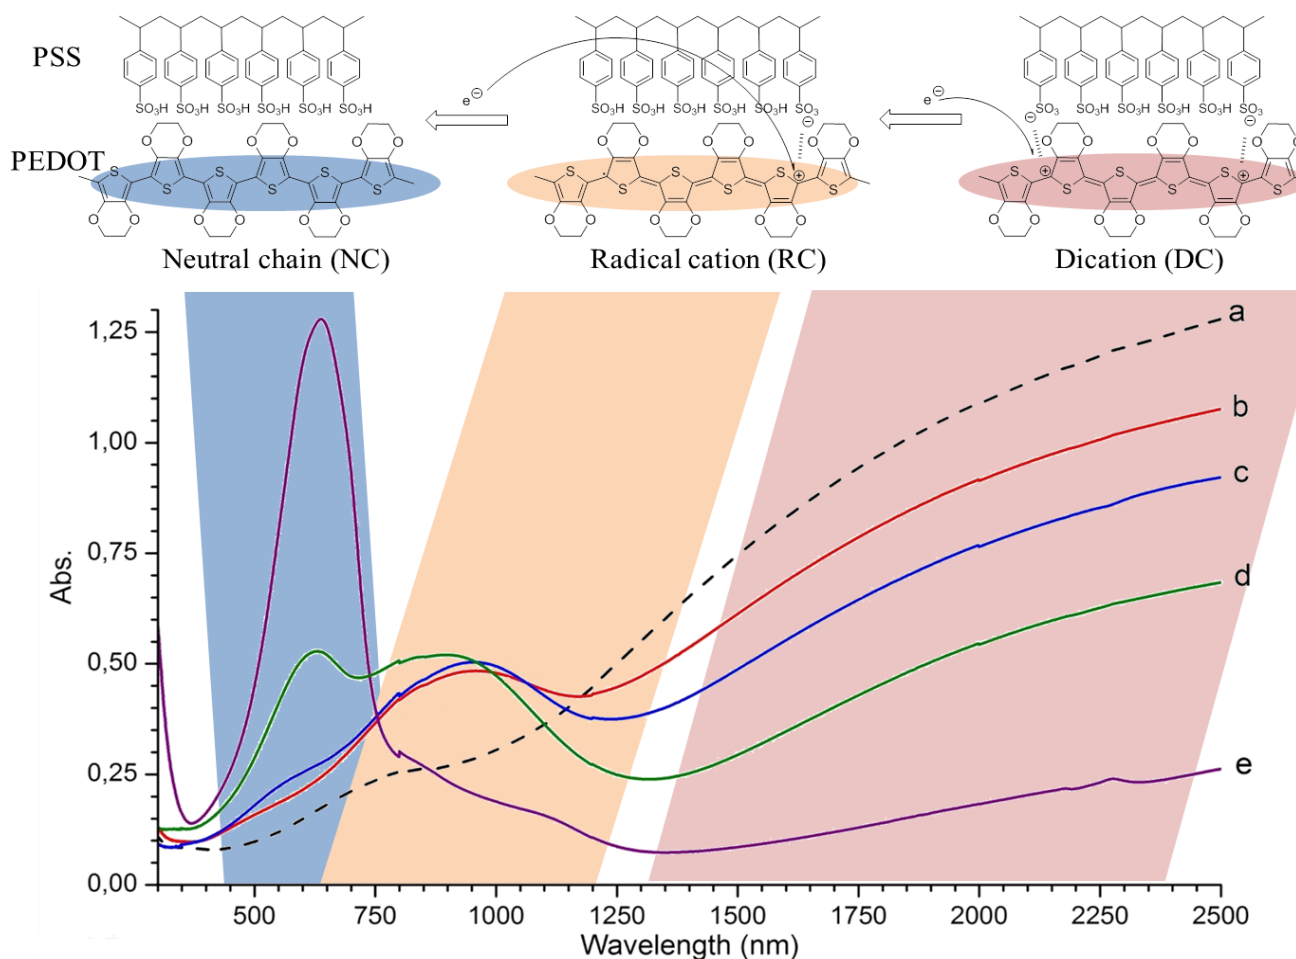 PSS
SO₃H SO₃H SO₃H SO₃H SO₃H SO₃H
e⊖
SO₃H SO₃H SO₃H SO₃H SO₃H SO₃
⊖
e⊖
SO₃ SO₃H SO₃H SO₃H SO₃H SO₃
⊖ ⊖
PEDOT
O O O O O O
S S S S S S
O O O O O O
O O O O O O
S S S S S S
⊕
O O O O O O
O O O O O O
S S S S S S
⊕ ⊕
O O O O O O
Neutral chain (NC)
Radical cation (RC)
Dication (DC)
1,25
1,00
0,75
0,50
0,25
0,00
Abs.
a
b
c
d
e
500 750 1000 1250 1500 1750 2000 2250 2500
Wavelength (nm)